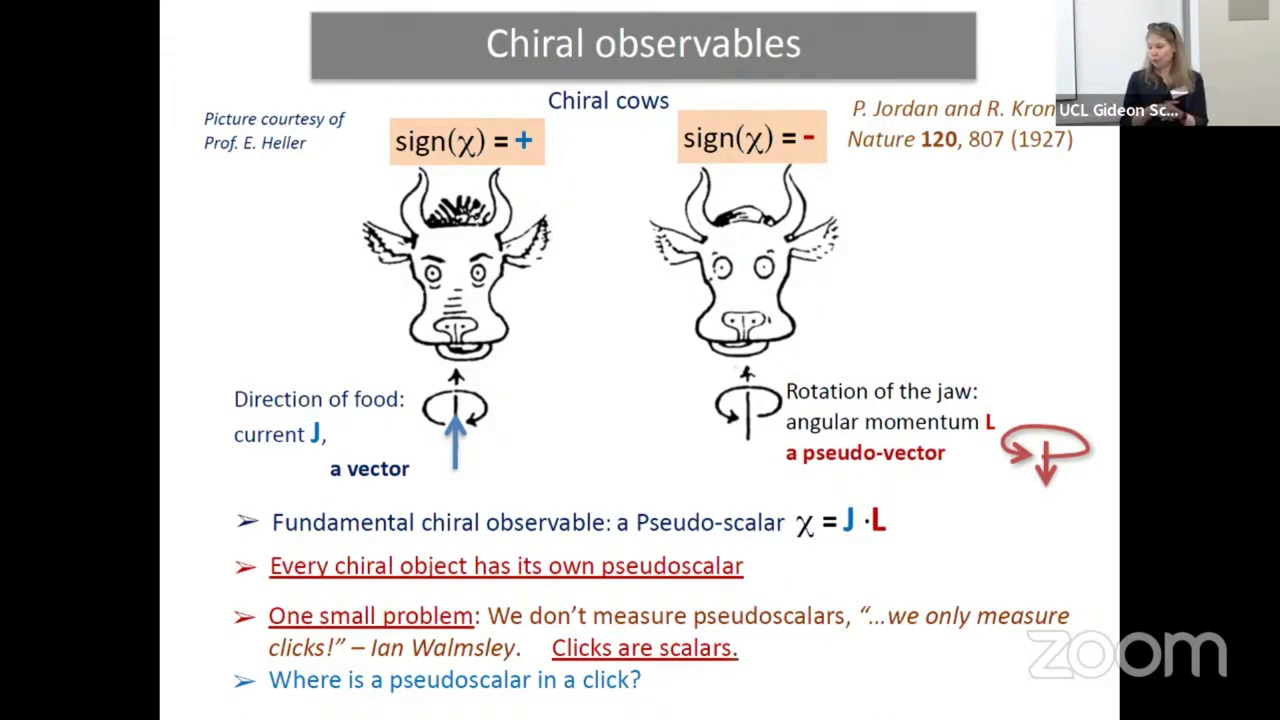 Chiral observables
Chiral cows
Picture courtesy of
Prof. E. Heller
sign(χ) = +
sign(χ) = -
P. Jordan and R. Kron
Nature 120, 807 (1927)
UCL Gideon Sc...
Direction of food:
current J,
a vector
Rotation of the jaw:
angular momentum L
a pseudo-vector
➢ Fundamental chiral observable: a Pseudo-scalar χ = J · L
➢ Every chiral object has its own pseudoscalar
➢ One small problem: We don't measure pseudoscalars, "...we only measure
clicks!" – Ian Walmsley. Clicks are scalars.
➢ Where is a pseudoscalar in a click?
zoom